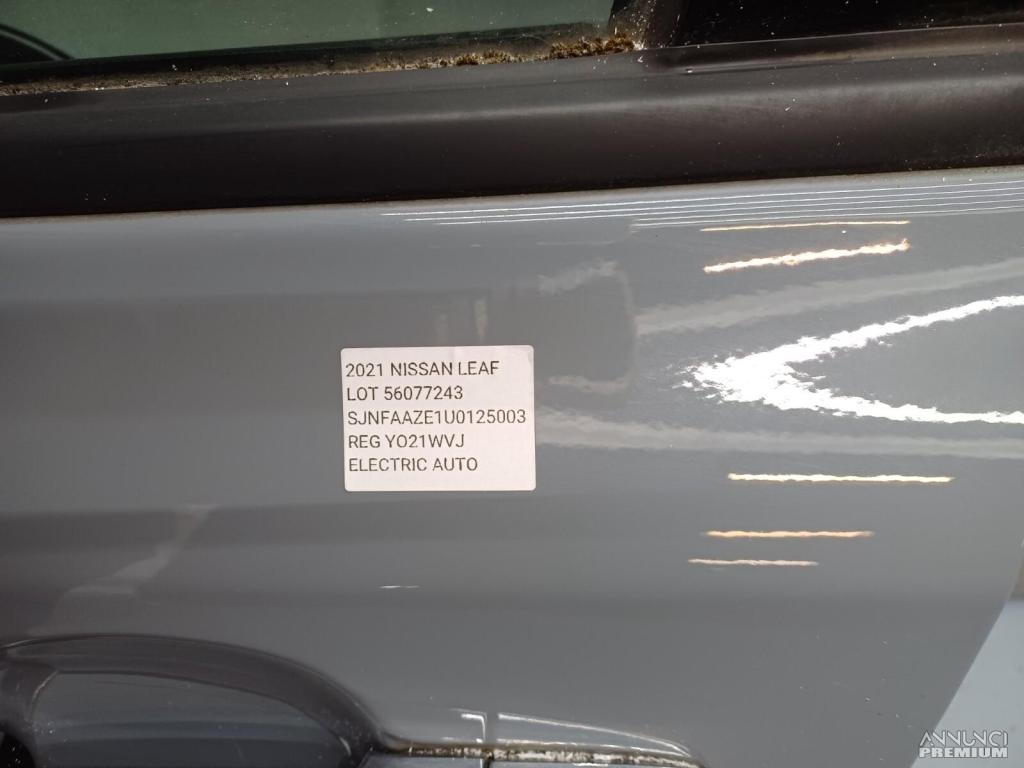 2021 NISSAN LEAF
LOT 56077243
SJNFAAZE1U0125003
REG YO21WVJ
ELECTRIC AUTO
ANNUNCI
PREMIUM